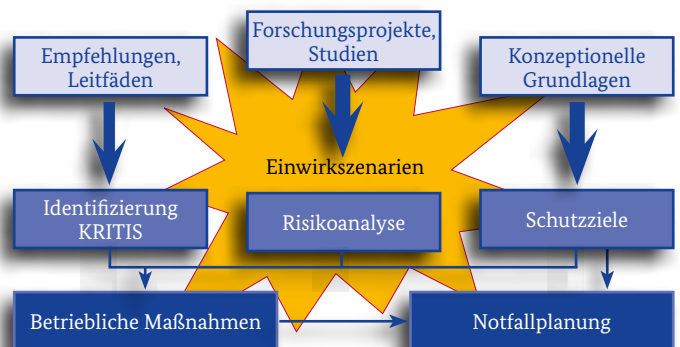 Empfehlungen,
Leitfäden
Forschungsprojekte,
Studien
Konzeptionelle
Grundlagen
Einwirkszenarien
Identifizierung
KRITIS
Risikoanalyse
Schutzziele
Betriebliche Maßnahmen
Notfallplanung